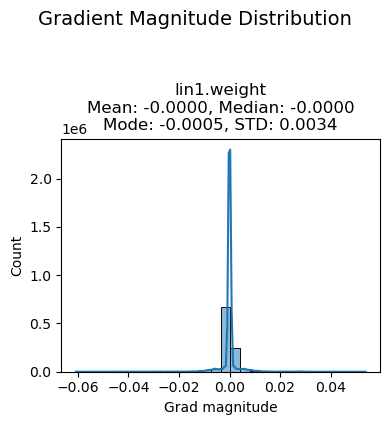 Gradient Magnitude Distribution
lin1.weight
Mean: -0.0000, Median: -0.0000
Mode: -0.0005, STD: 0.0034
1e6
2.0
1.5
1.0
0.5
0.0
Count
−0.06 −0.04 −0.02 0.00 0.02 0.04
Grad magnitude